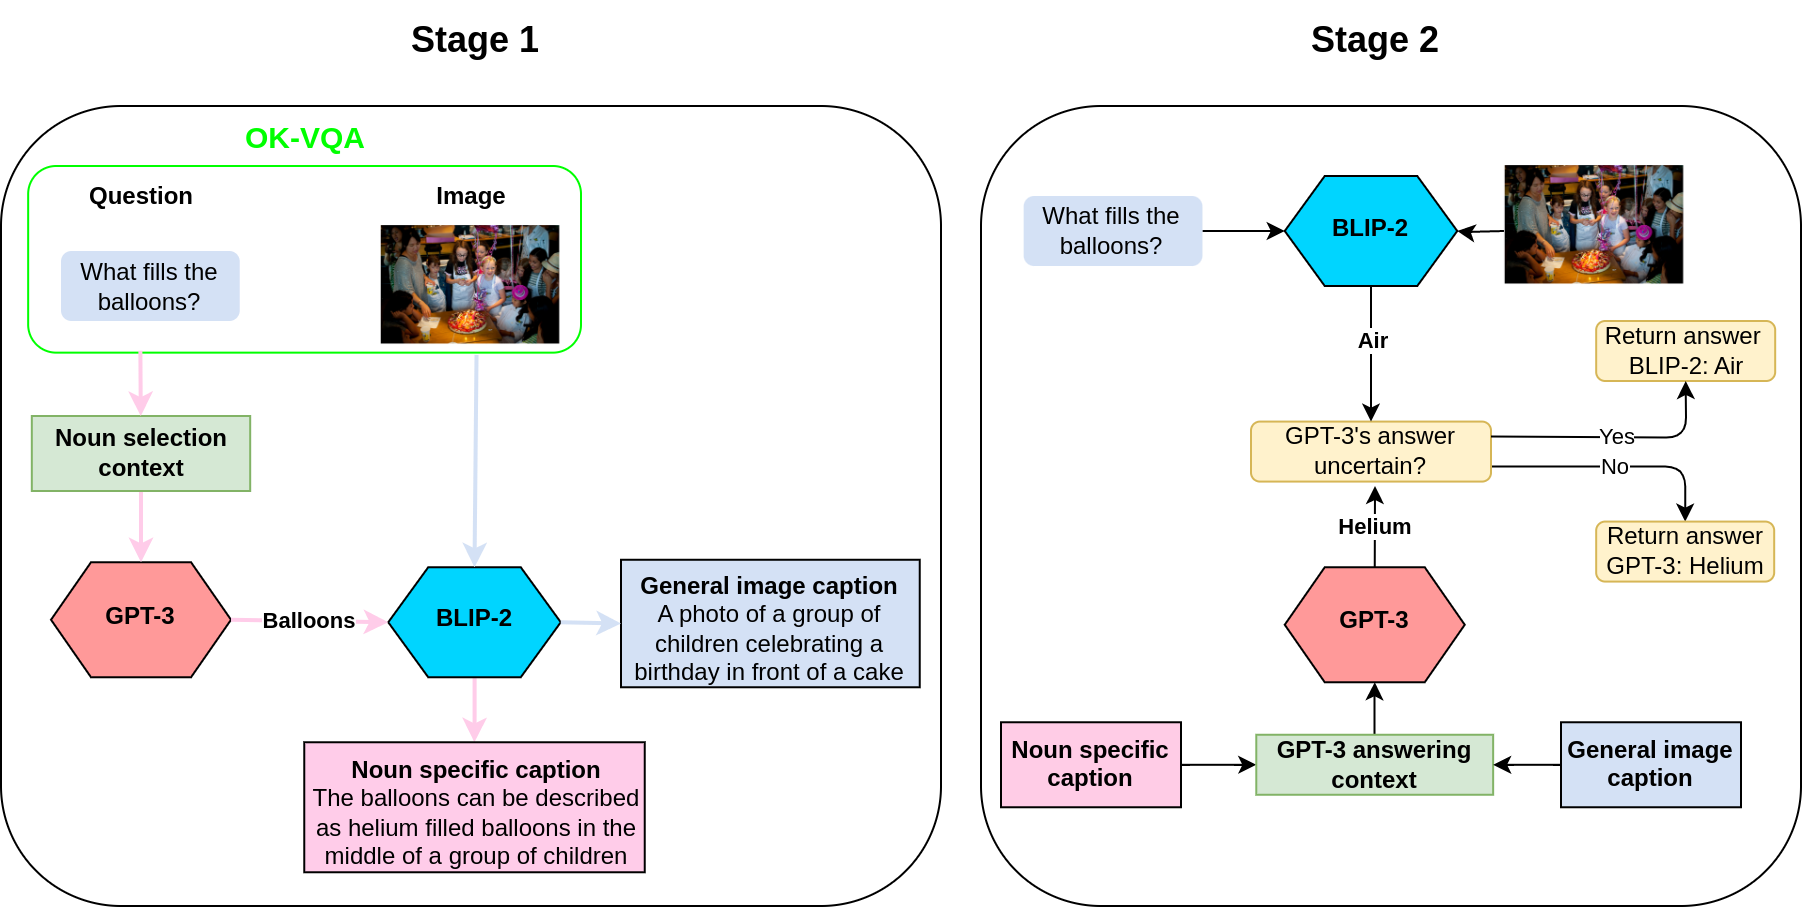 Stage 1
OK-VQA
Question
Image
What fills the
balloons?
Noun selection
context
GPT-3
Balloons
BLIP-2
General image caption
A photo of a group of
children celebrating a
birthday in front of a cake
Noun specific caption
The balloons can be described
as helium filled balloons in the
middle of a group of children
Stage 2
What fills the
balloons?
BLIP-2
Air
Return answer
BLIP-2: Air
GPT-3's answer
uncertain?
Yes
No
Return answer
GPT-3: Helium
Helium
GPT-3
Noun specific
caption
GPT-3 answering
context
General image
caption